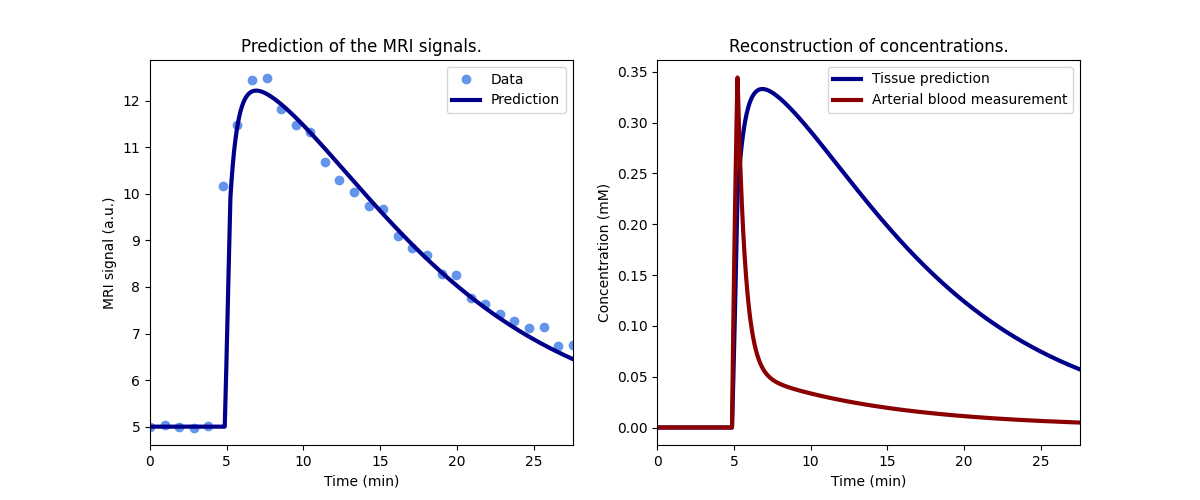 Prediction of the MRI signals.
MRI signal (a.u.)
12
11
10
9
8
7
6
5
Data
Prediction
0
5
10
15
20
25
Time (min)
Reconstruction of concentrations.
Concentration (mM)
0.35
0.30
0.25
0.20
0.15
0.10
0.05
0.00
Tissue prediction
Arterial blood measurement
0
5
10
15
20
25
Time (min)